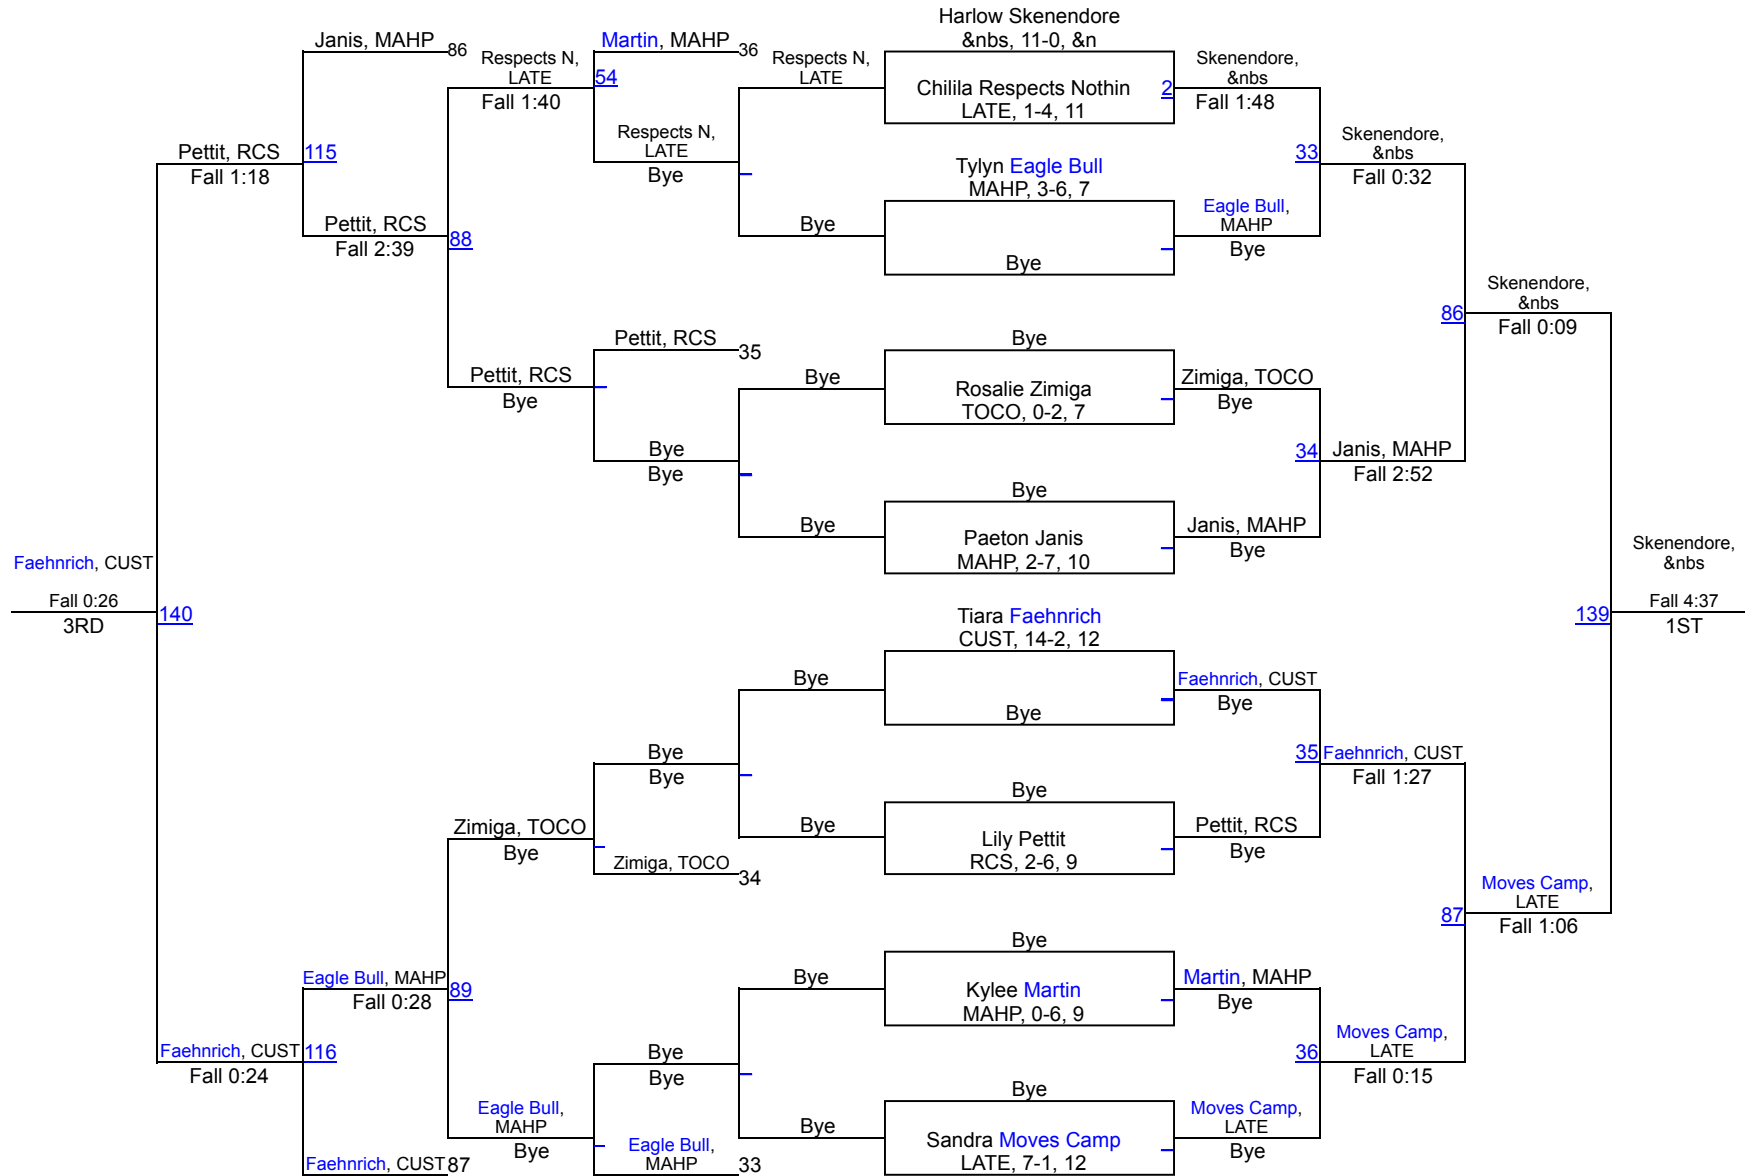 Harlow Skenendore
&nbs, 11-0, &n
Janis, MAHP
86
Respects N,
LATE
Fall 1:40
Martin, MAHP
36
54
Respects N,
LATE
Chilila Respects Nothin
LATE, 1-4, 11
2
Skenendore,
&nbs
Fall 1:48
Respects N,
LATE
Bye
Pettit, RCS
Fall 1:18
115
Tylyn Eagle Bull
MAHP, 3-6, 7
33
Skenendore,
&nbs
Fall 0:32
Pettit, RCS
Fall 2:39
88
Bye
Bye
Eagle Bull,
MAHP
Bye
Skenendore,
&nbs
Fall 0:09
86
Pettit, RCS
35
Bye
Pettit, RCS
Bye
Bye
Rosalie Zimiga
TOCO, 0-2, 7
Zimiga, TOCO
Bye
Bye
Bye
34
Janis, MAHP
Fall 2:52
Bye
Bye
Paeton Janis
MAHP, 2-7, 10
Janis, MAHP
Bye
Faehnrich, CUST
Fall 0:26
3RD
140
Skenendore,
&nbs
Fall 4:37
1ST
139
Tiara Faehnrich
CUST, 14-2, 12
Bye
Bye
Faehnrich, CUST
Bye
Bye
Bye
35
Faehnrich, CUST
Fall 1:27
Bye
Zimiga, TOCO
Bye
Bye
Lily Pettit
RCS, 2-6, 9
Pettit, RCS
Bye
Zimiga, TOCO
34
Moves Camp,
LATE
Fall 1:06
87
Bye
Eagle Bull, MAHP
Fall 0:28
89
Bye
Kylee Martin
MAHP, 0-6, 9
Martin, MAHP
Bye
Faehnrich, CUST
Fall 0:24
116
Bye
Bye
36
Moves Camp,
LATE
Fall 0:15
Bye
Eagle Bull,
MAHP
Bye
Bye
Sandra Moves Camp
LATE, 7-1, 12
Moves Camp,
LATE
Bye
Eagle Bull,
MAHP
33
Faehnrich, CUST
87